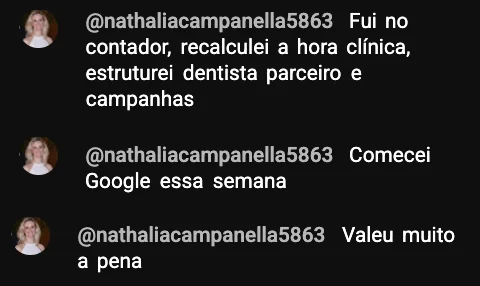 @nathaliacampanella5863 Fui no
contador, recalculei a hora clínica,
estruturei dentista parceiro e
campanhas
@nathaliacampanella5863 Comecei
Google essa semana
@nathaliacampanella5863 Valeu muito
a pena